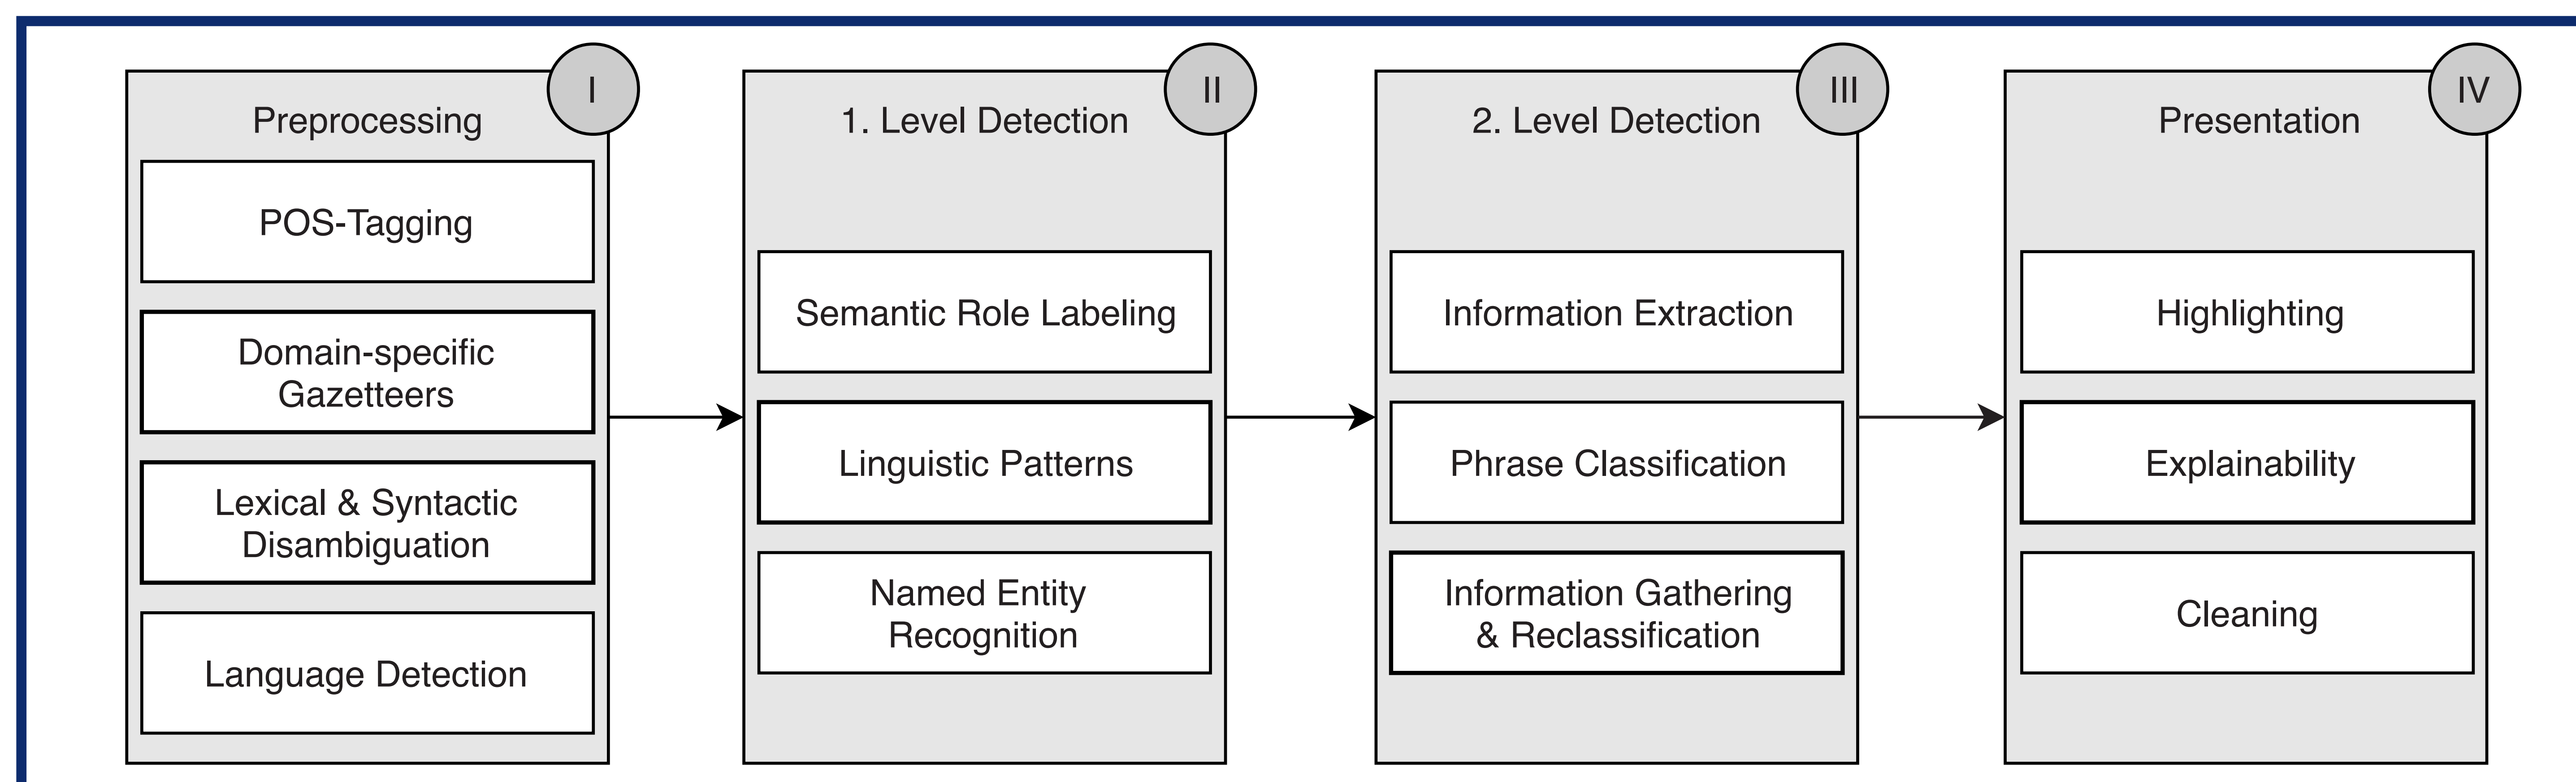 I
Preprocessing
POS-Tagging
Domain-specific
Gazetteers
Lexical & Syntactic
Disambiguation
Language Detection
II
1. Level Detection
Semantic Role Labeling
Linguistic Patterns
Named Entity
Recognition
III
2. Level Detection
Information Extraction
Phrase Classification
Information Gathering
& Reclassification
IV
Presentation
Highlighting
Explainability
Cleaning